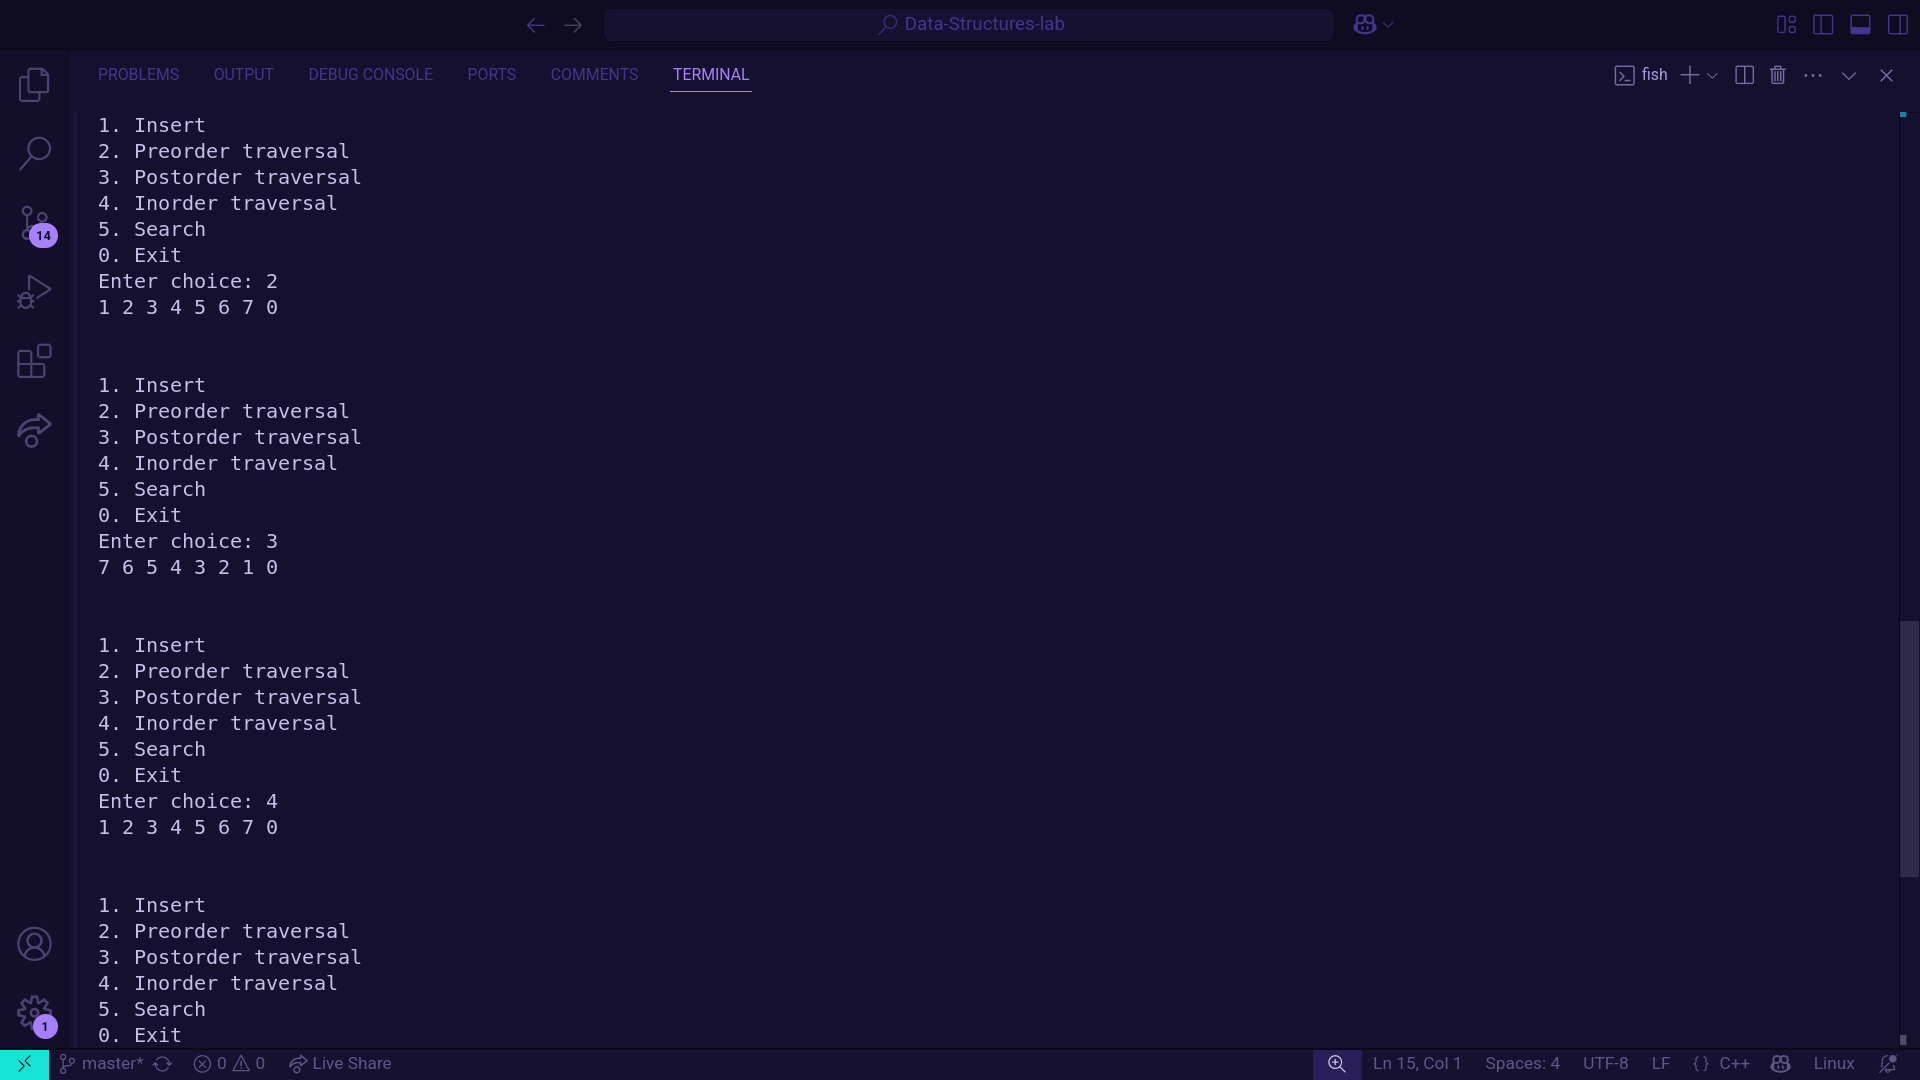 Data-Structures-lab
PROBLEMS OUTPUT DEBUG CONSOLE PORTS COMMENTS TERMINAL
fish
1. Insert
2. Preorder traversal
3. Postorder traversal
4. Inorder traversal
5. Search
0. Exit
Enter choice: 2
1 2 3 4 5 6 7 0
1. Insert
2. Preorder traversal
3. Postorder traversal
4. Inorder traversal
5. Search
0. Exit
Enter choice: 3
7 6 5 4 3 2 1 0
1. Insert
2. Preorder traversal
3. Postorder traversal
4. Inorder traversal
5. Search
0. Exit
Enter choice: 4
1 2 3 4 5 6 7 0
1. Insert
2. Preorder traversal
3. Postorder traversal
4. Inorder traversal
5. Search
0. Exit
14
1
master* 0 0 Live Share Ln 15, Col 1 Spaces: 4 UTF-8 LF {} C++ Linux